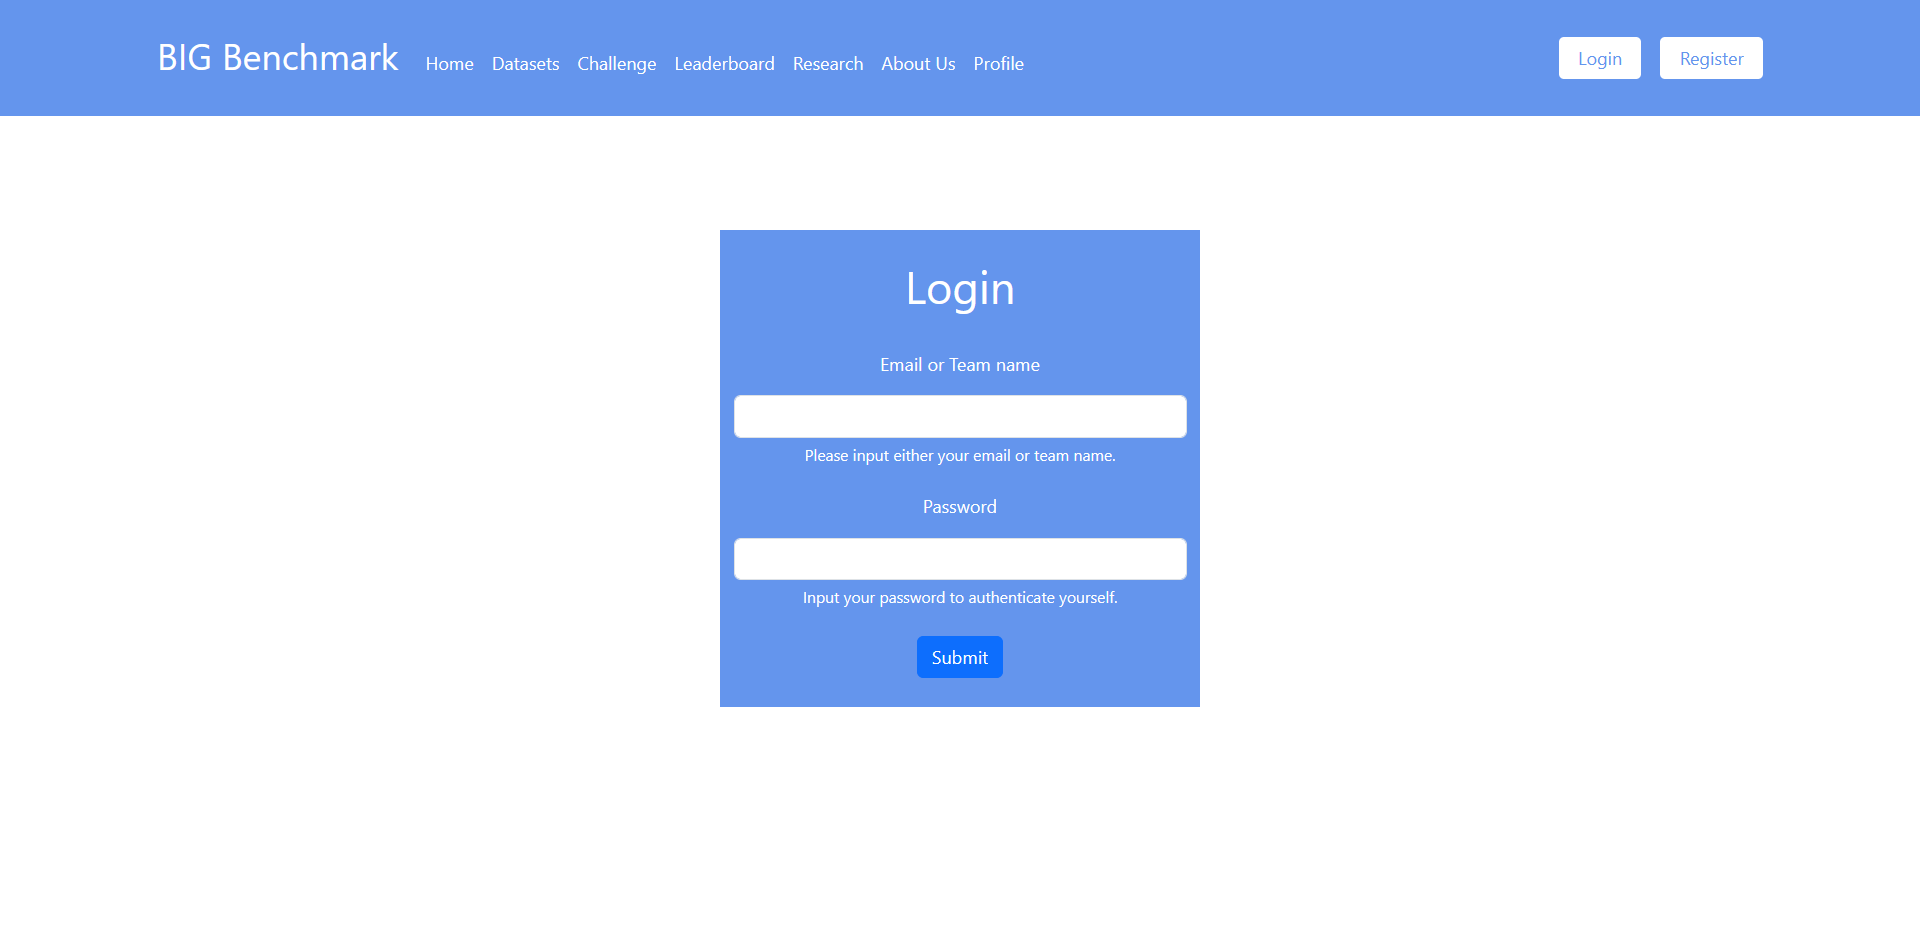 BIG Benchmark Home Datasets Challenge Leaderboard Research About Us Profile Login Register
Login
Email or Team name
Please input either your email or team name.
Password
Input your password to authenticate yourself.
Submit